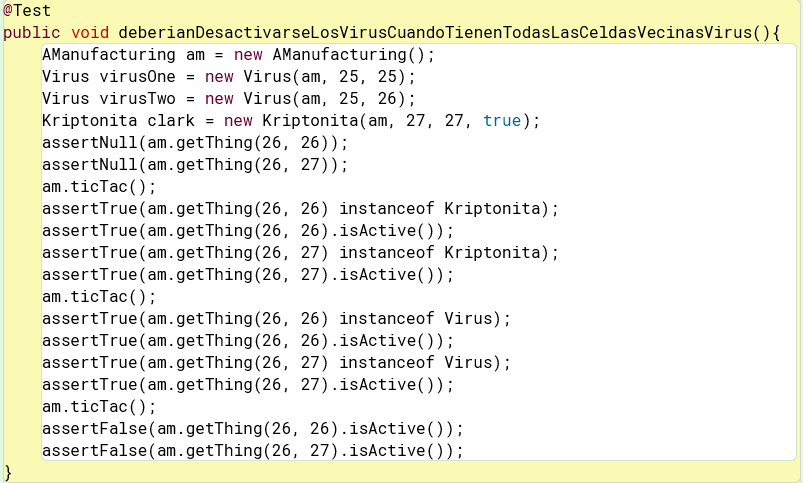 @Test
public void deberianDesactivarseLosVirusCuandoTienenTodasLasCeldasVecinasVirus(){
AManufacturing am = new AManufacturing();
Virus virusOne = new Virus(am, 25, 25);
Virus virusTwo = new Virus(am, 25, 26);
Kriptonita clark = new Kriptonita(am, 27, 27, true);
assertNull(am.getThing(26, 26));
assertNull(am.getThing(26, 27));
am.ticTac();
assertTrue(am.getThing(26, 26) instanceof Kriptonita);
assertTrue(am.getThing(26, 26).isActive());
assertTrue(am.getThing(26, 27) instanceof Kriptonita);
assertTrue(am.getThing(26, 27).isActive());
am.ticTac();
assertTrue(am.getThing(26, 26) instanceof Virus);
assertTrue(am.getThing(26, 26).isActive());
assertTrue(am.getThing(26, 27) instanceof Virus);
assertTrue(am.getThing(26, 27).isActive());
am.ticTac();
assertFalse(am.getThing(26, 26).isActive());
assertFalse(am.getThing(26, 27).isActive());
}